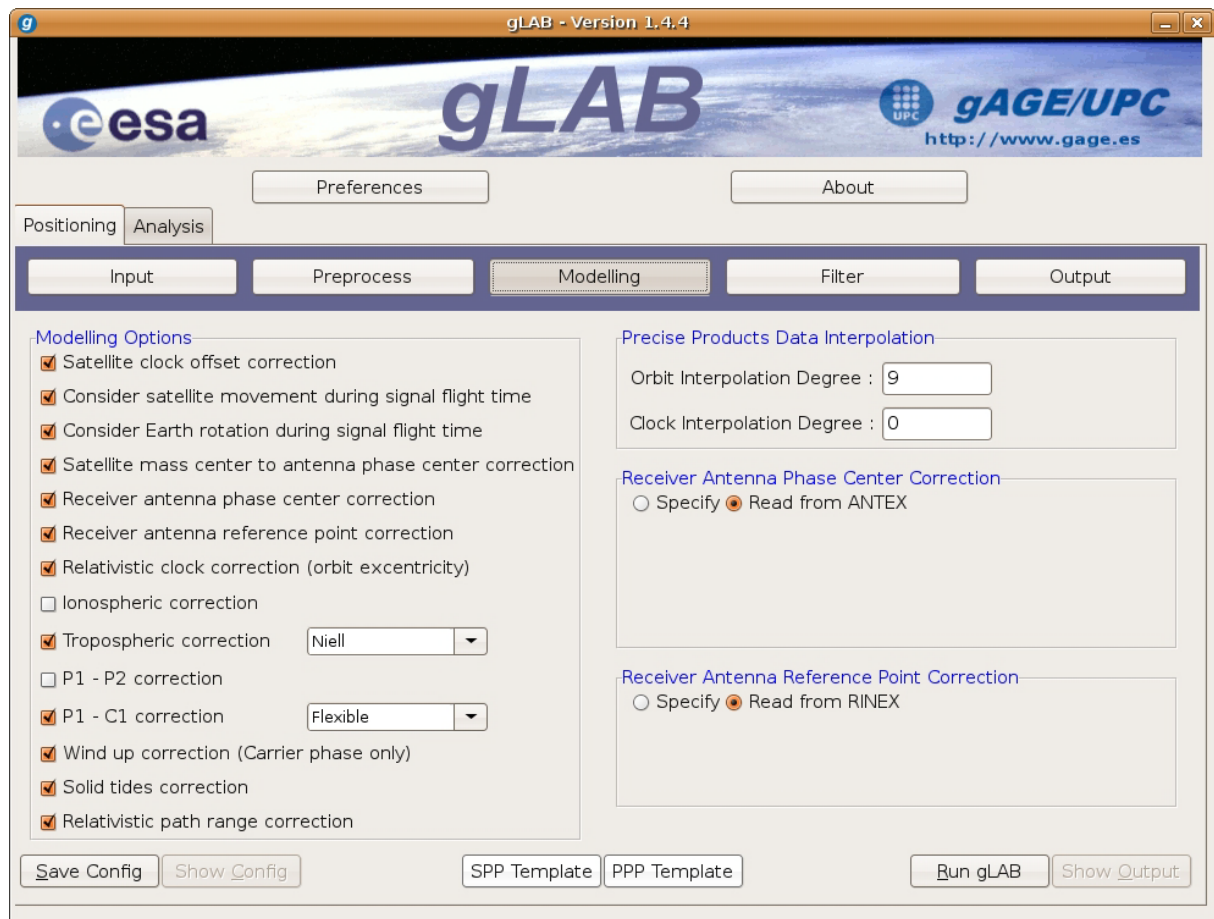 g
gLAB - Version 1.4.4
esa
gLAB
UPC
gAGE/UPC
http://www.gage.es
Preferences
About
Positioning
Analysis
Input
Preprocess
Modelling
Filter
Output
Modelling Options
Satellite clock offset correction
Consider satellite movement during signal flight time
Consider Earth rotation during signal flight time
Satellite mass center to antenna phase center correction
Receiver antenna phase center correction
Receiver antenna reference point correction
Relativistic clock correction (orbit excentricity)
Ionospheric correction
Tropospheric correction Niell
P1 - P2 correction
P1 - C1 correction Flexible
Wind up correction (Carrier phase only)
Solid tides correction
Relativistic path range correction
Precise Products Data Interpolation
Orbit Interpolation Degree : 9
Clock Interpolation Degree : 0
Receiver Antenna Phase Center Correction
Specify Read from ANTEX
Receiver Antenna Reference Point Correction
Specify Read from RINEX
Save Config
Show Config
SPP Template
PPP Template
Run gLAB
Show Output